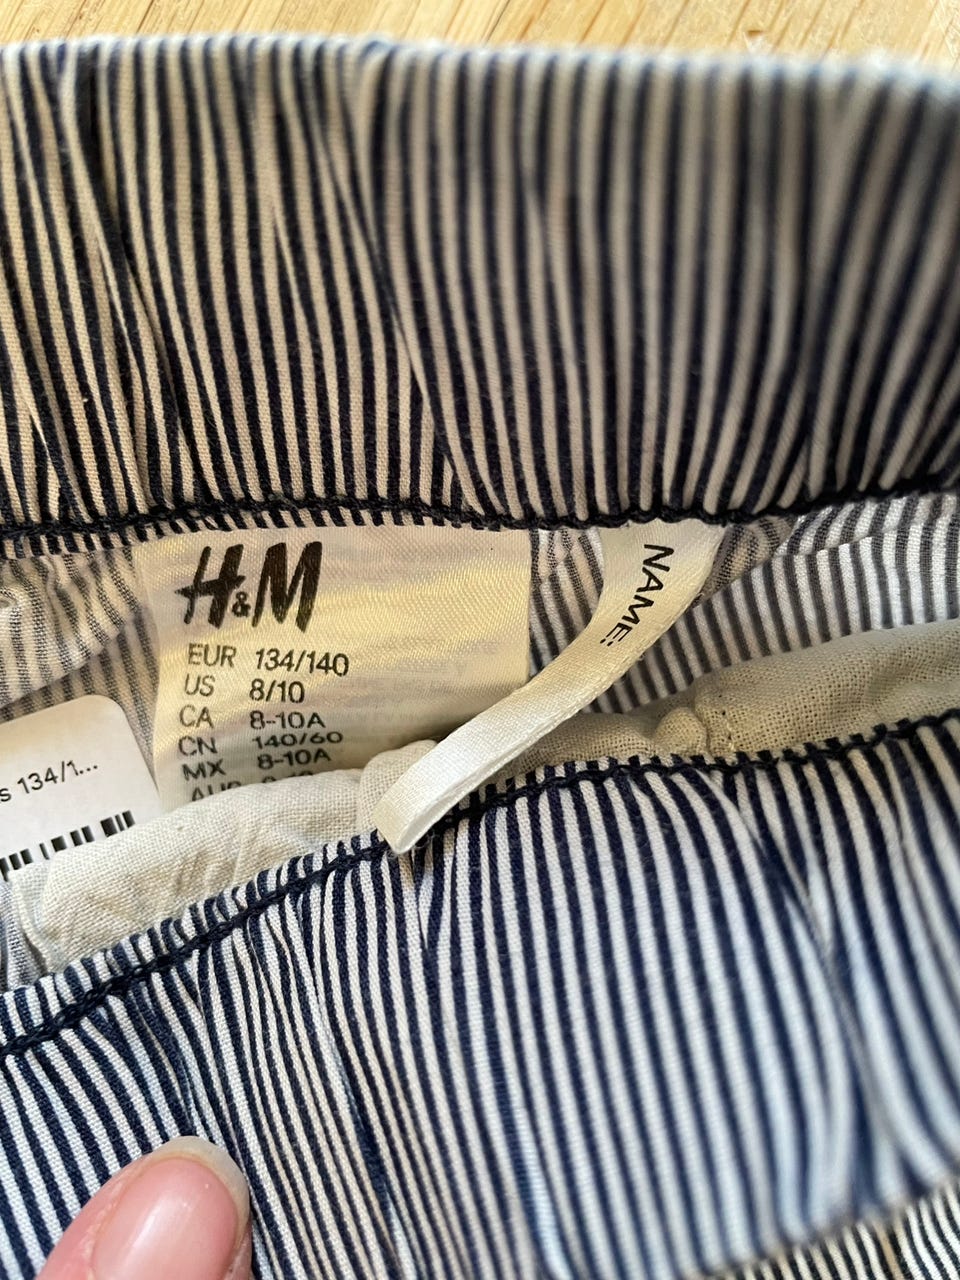 H&M
EUR 134/140
US 8/10
CA 8-10A
CN 140/60
MX 8-10A
NAME:
s 134/1...